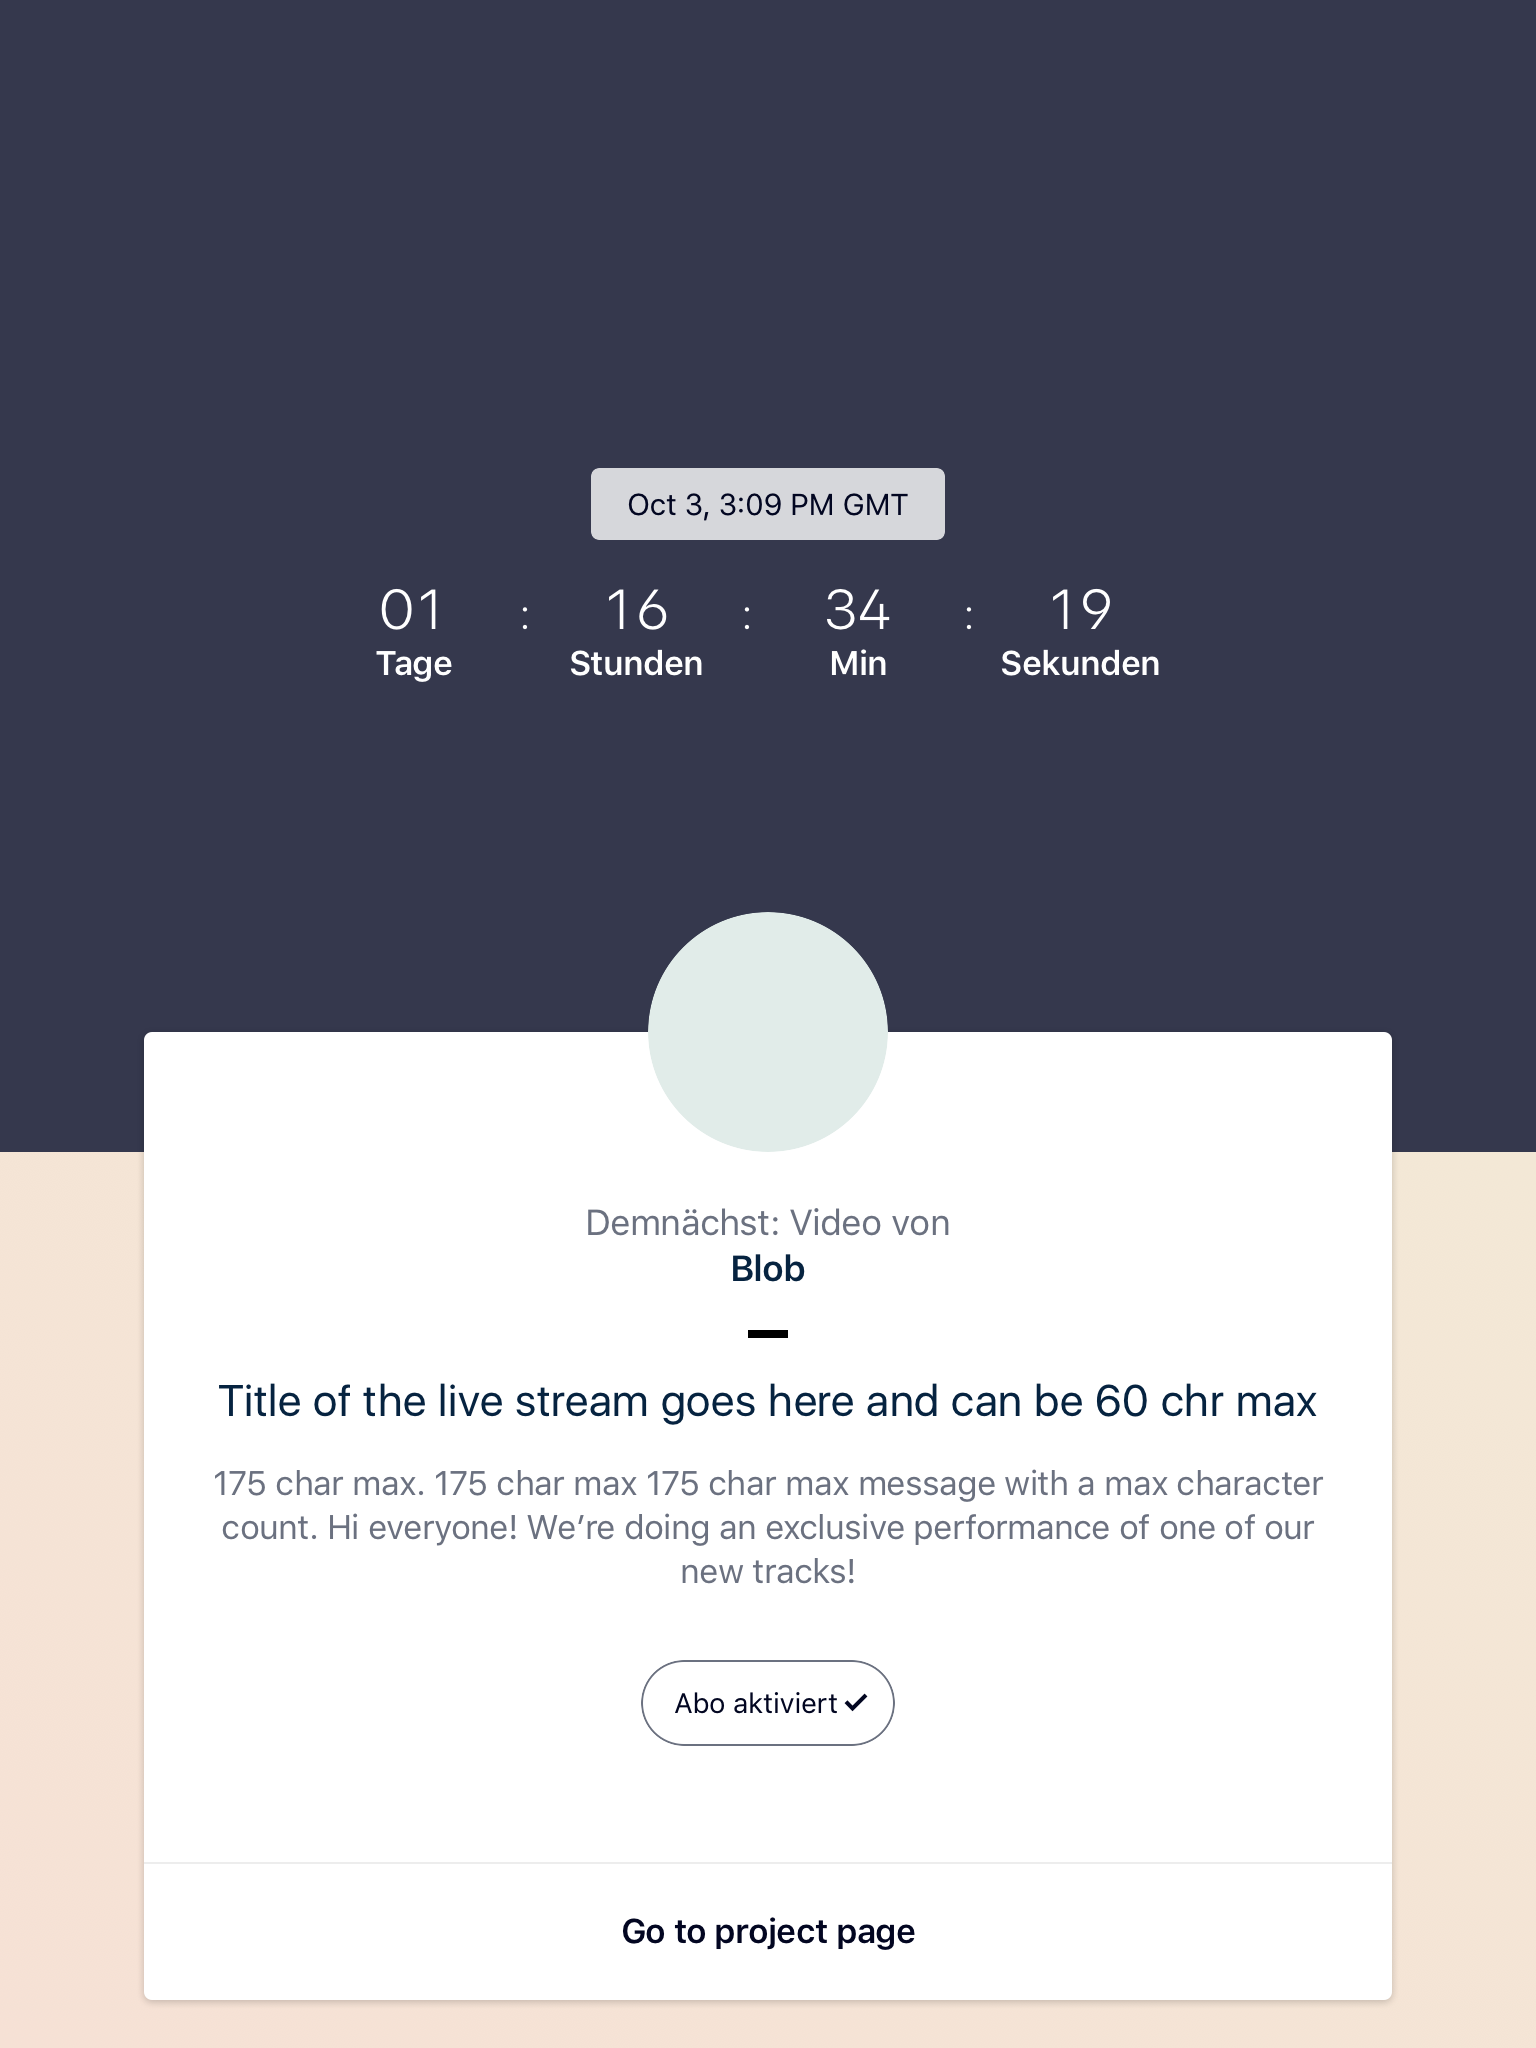 Oct 3, 3:09 PM GMT
01 : 16 : 34 : 19
Tage Stunden Min Sekunden
Demnächst: Video von
Blob
Title of the live stream goes here and can be 60 chr max
175 char max. 175 char max 175 char max message with a max character
count. Hi everyone! We’re doing an exclusive performance of one of our
new tracks!
Abo aktiviert ✓
Go to project page